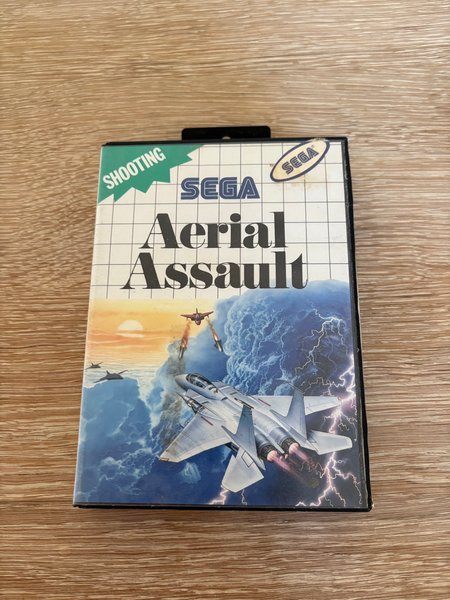 SHOOTING
SEGA
SEGA
Aerial
Assault